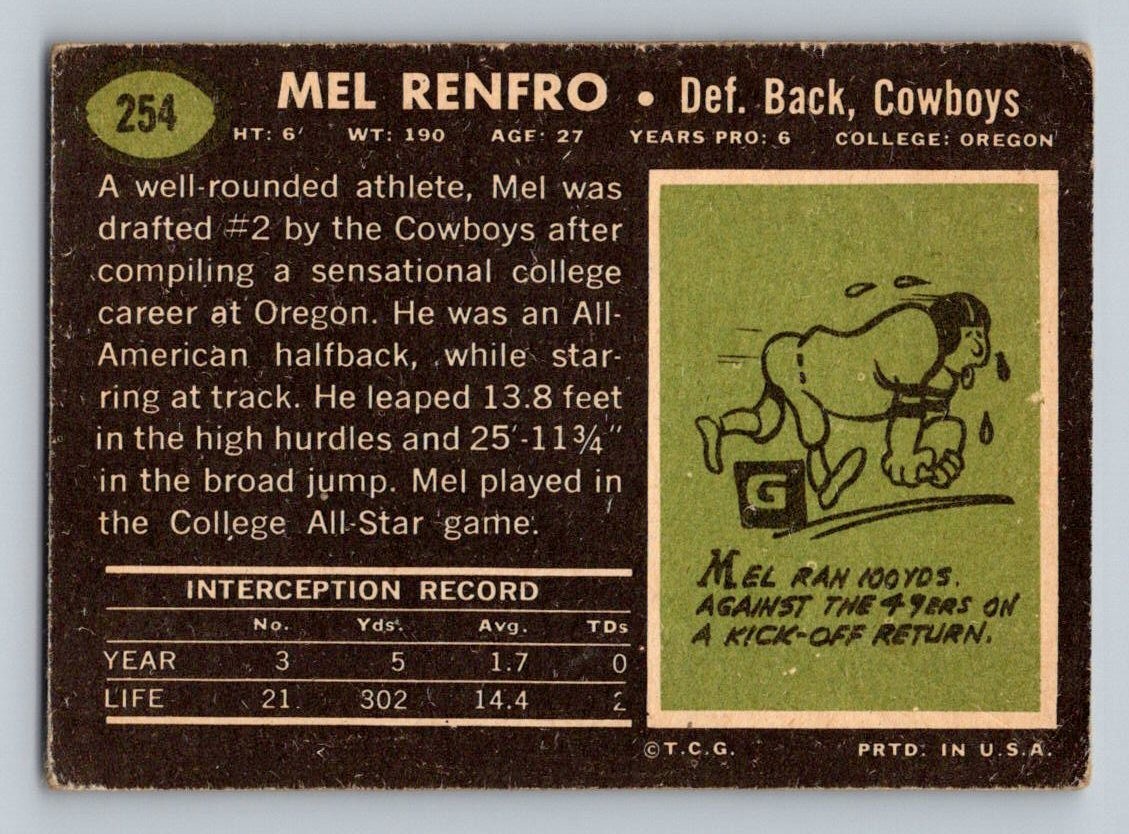 254
MEL RENFRO • Def. Back, Cowboys
HT: 6' WT: 190 AGE: 27 YEARS PRO: 6 COLLEGE: OREGON
A well-rounded athlete, Mel was
drafted #2 by the Cowboys after
compiling a sensational college
career at Oregon. He was an All-
American halfback, while star-
ring at track. He leaped 13.8 feet
in the high hurdles and 25'-11¾"
in the broad jump. Mel played in
the College All-Star game.
INTERCEPTION RECORD
No. Yds. Avg. TDs
YEAR 3 5 1.7 0
LIFE 21 302 14.4 2
G
MEL RAN 100 YDS.
AGAINST THE 49ERS ON
A KICK-OFF RETURN.
©T.C.G. PRTD. IN U.S.A.